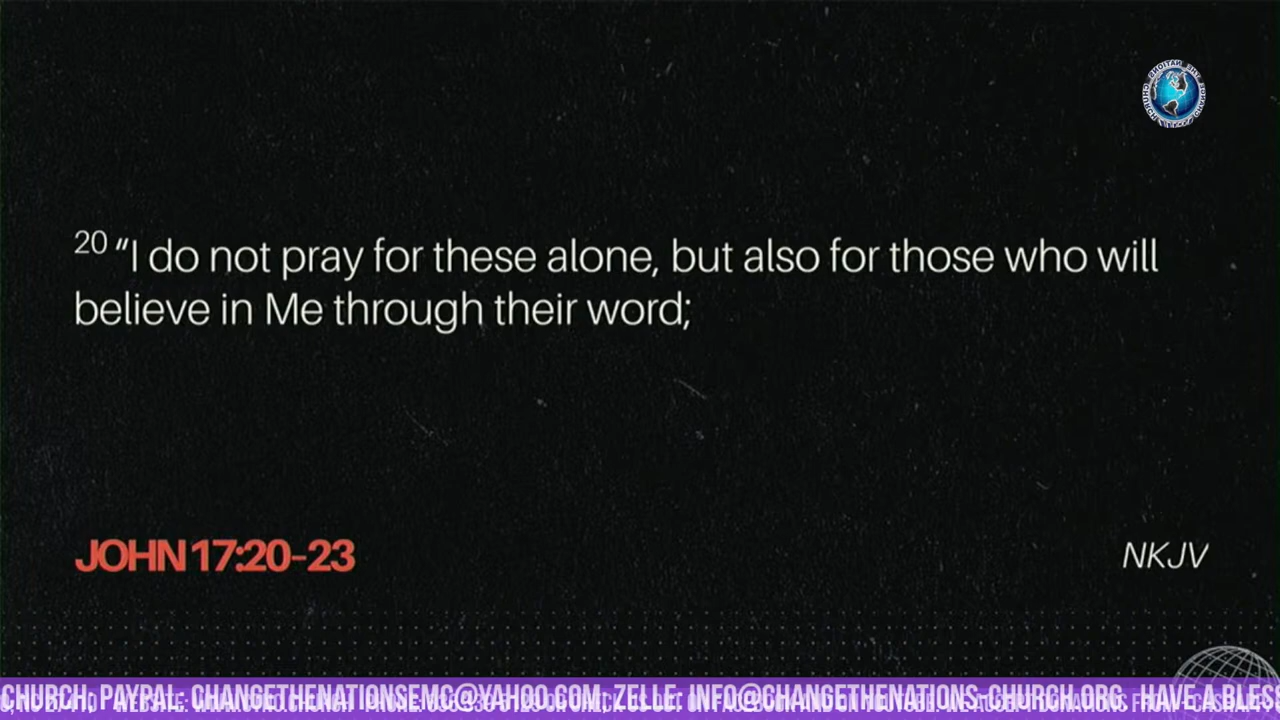 20 “I do not pray for these alone, but also for those who will
believe in Me through their word;
JOHN 17:20-23
NKJV
CHURCH, PAYPAL: CHANGETHENATIONSEMC@YAHOO.COM, ZELLE: INFO@CHANGETHENATIONS-CHURCH.ORG HAVE A BLESS